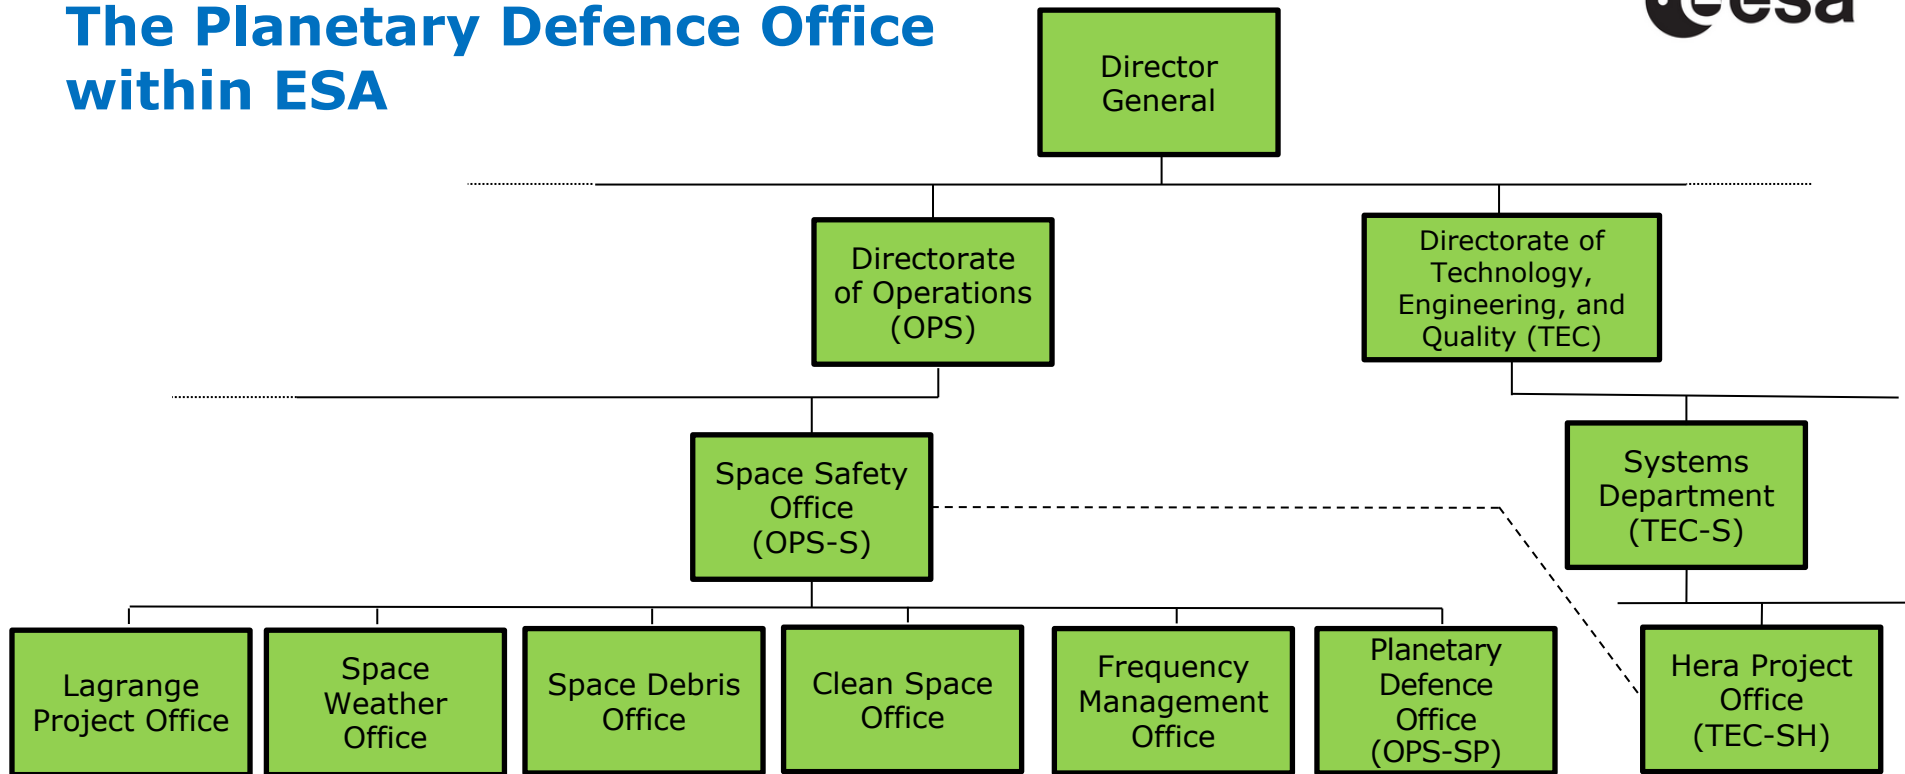 The Planetary Defence Office
within ESA
esa
Director
General
Directorate
of Operations
(OPS)
Directorate of
Technology,
Engineering, and
Quality (TEC)
Space Safety
Office
(OPS-S)
Systems
Department
(TEC-S)
Lagrange
Project Office
Space
Weather
Office
Space Debris
Office
Clean Space
Office
Frequency
Management
Office
Planetary
Defence
Office
(OPS-SP)
Hera Project
Office
(TEC-SH)